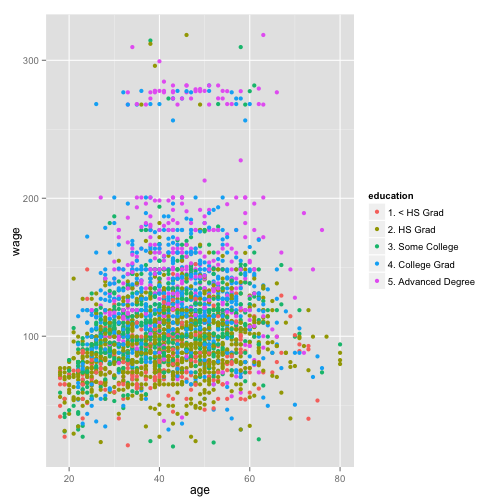 300
200
100
wage
20
40
60
80
age
education
1. < HS Grad
2. HS Grad
3. Some College
4. College Grad
5. Advanced Degree